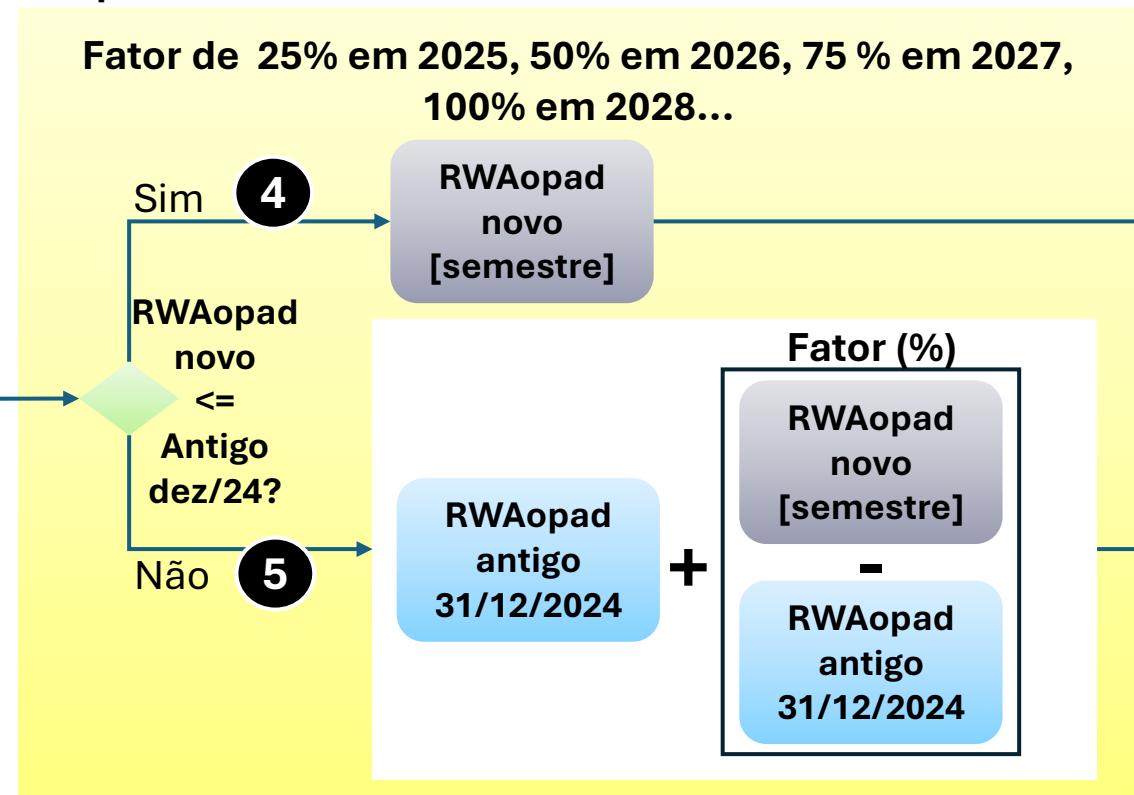 Fator de 25% em 2025, 50% em 2026, 75 % em 2027,
100% em 2028...
Sim
4
RWAopad
novo
[semestre]
RWAopad
novo
<=
Antigo
dez/24?
Não
5
RWAopad
antigo
31/12/2024
+
Fator (%)
RWAopad
novo
[semestre]
-
RWAopad
antigo
31/12/2024